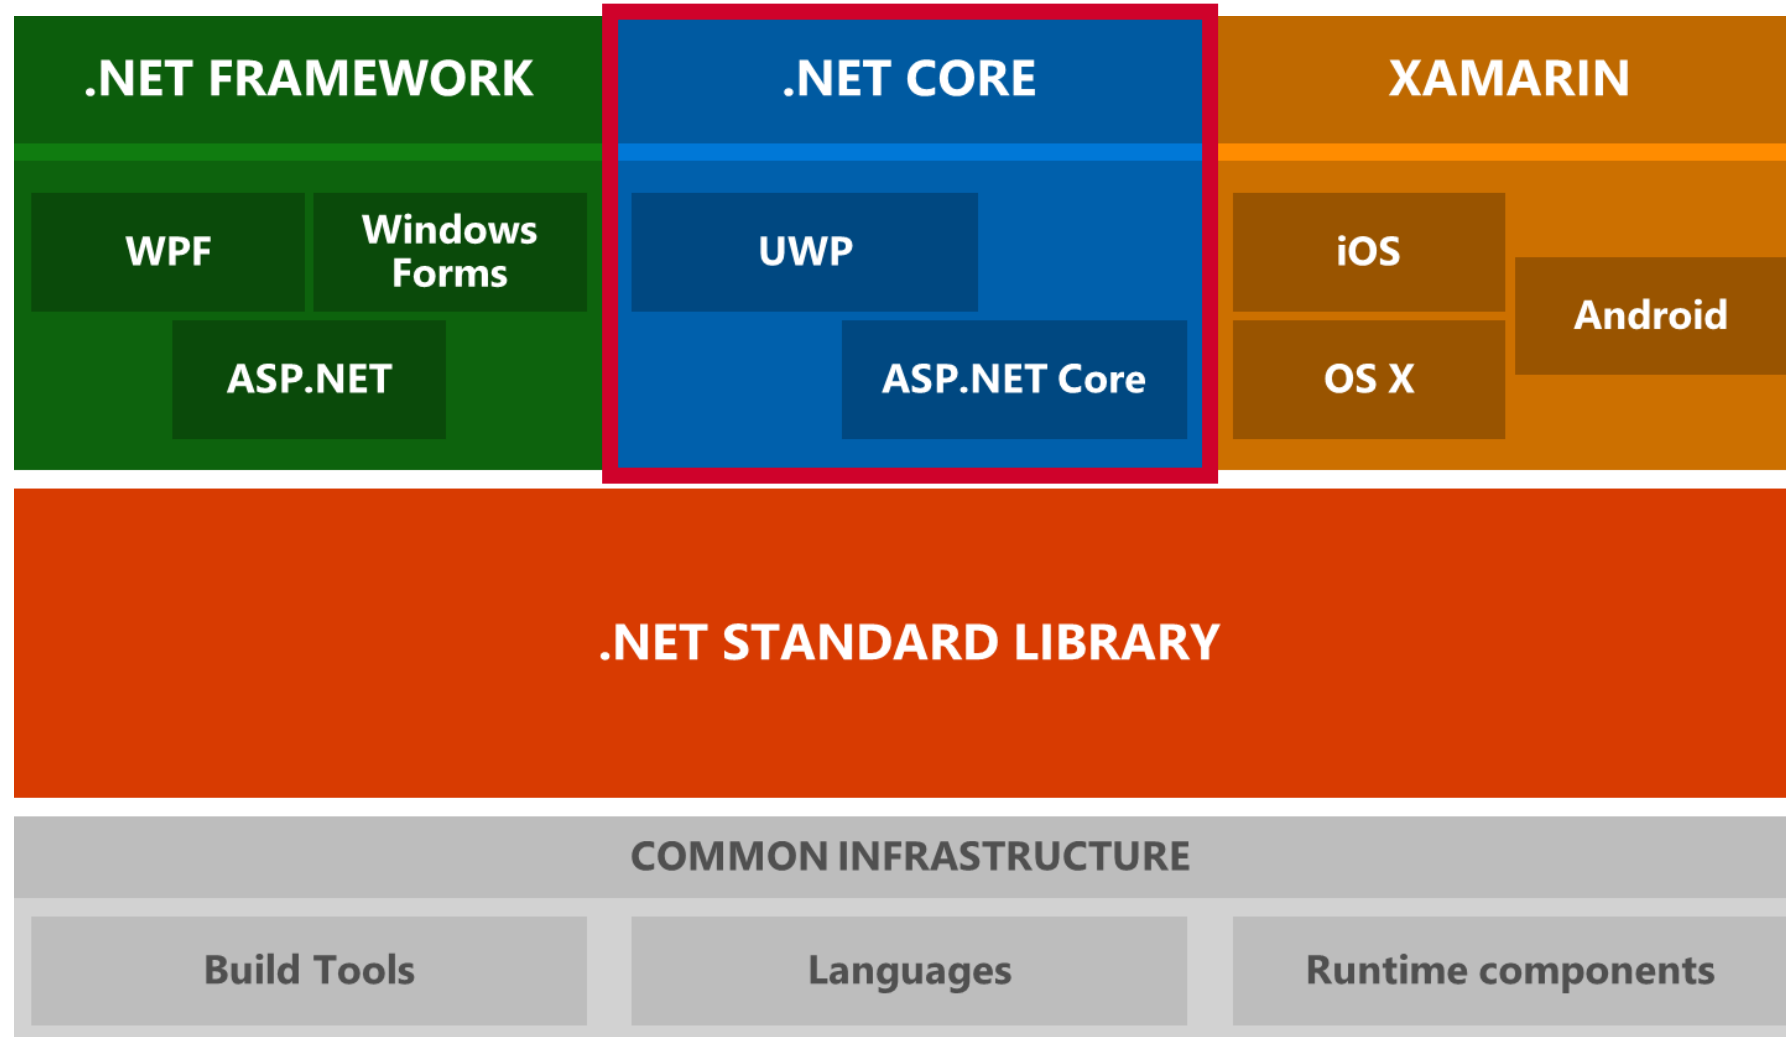 .NET FRAMEWORK
.NET CORE
XAMARIN
WPF
Windows
Forms
ASP.NET
UWP
ASP.NET Core
iOS
Android
OS X
.NET STANDARD LIBRARY
COMMON INFRASTRUCTURE
Build Tools
Languages
Runtime components